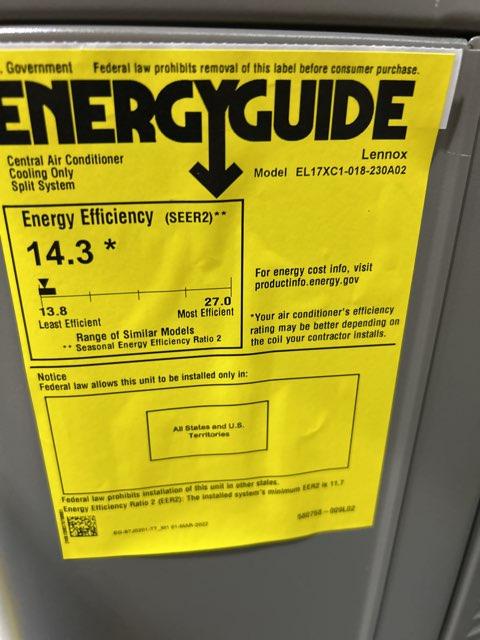 . Government Federal law prohibits removal of this label before consumer purchase.
ENERGYGUIDE
Central Air Conditioner
Cooling Only
Split System
Lennox
Model EL17XC1-018-230A02
Energy Efficiency (SEER2)**
14.3 *
13.8 27.0
Least Efficient Most Efficient
Range of Similar Models
** Seasonal Energy Efficiency Ratio 2
For energy cost info, visit
productinfo.energy.gov
*Your air conditioner's efficiency
rating may be better depending on
the coil your contractor installs.
Notice
Federal law allows this unit to be installed only in:
All States and U.S.
Territories
Federal law prohibits installation of this unit in other states.
Energy Efficiency Ratio 2 (EER2): The installed system's minimum EER2 is 11.7
01-MAR-2022